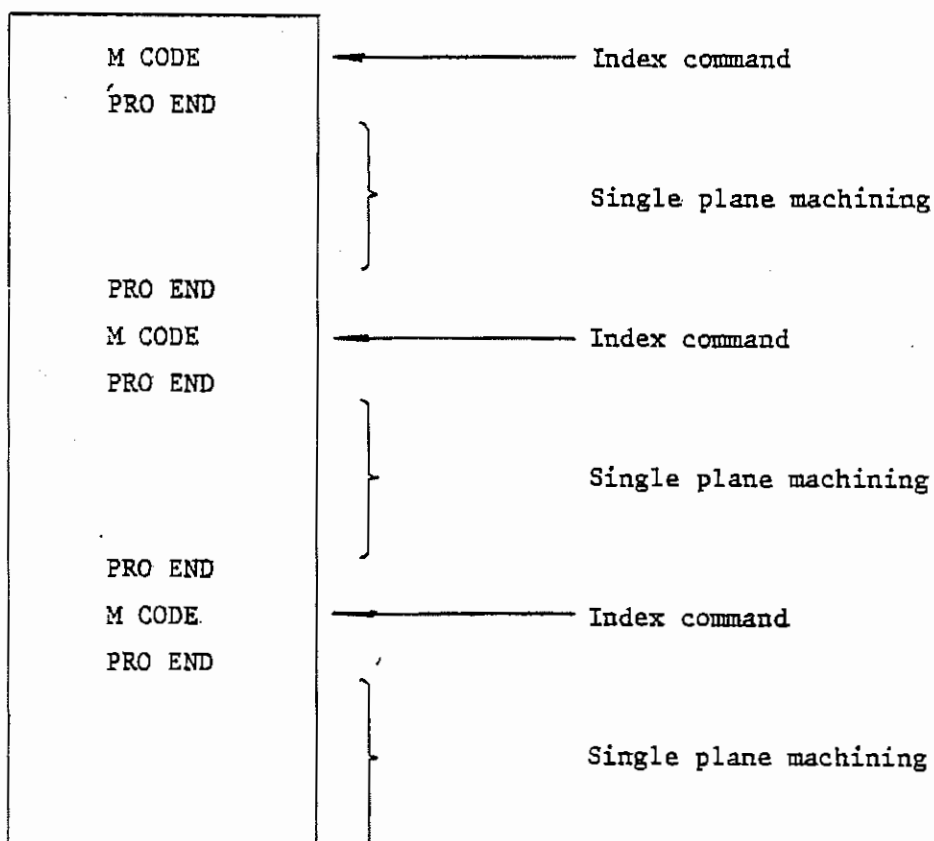 M CODE Index command
PRO END
Single plane machining
PRO END
M CODE Index command
PRO END
Single plane machining
PRO END
M CODE Index command
PRO END
Single plane machining